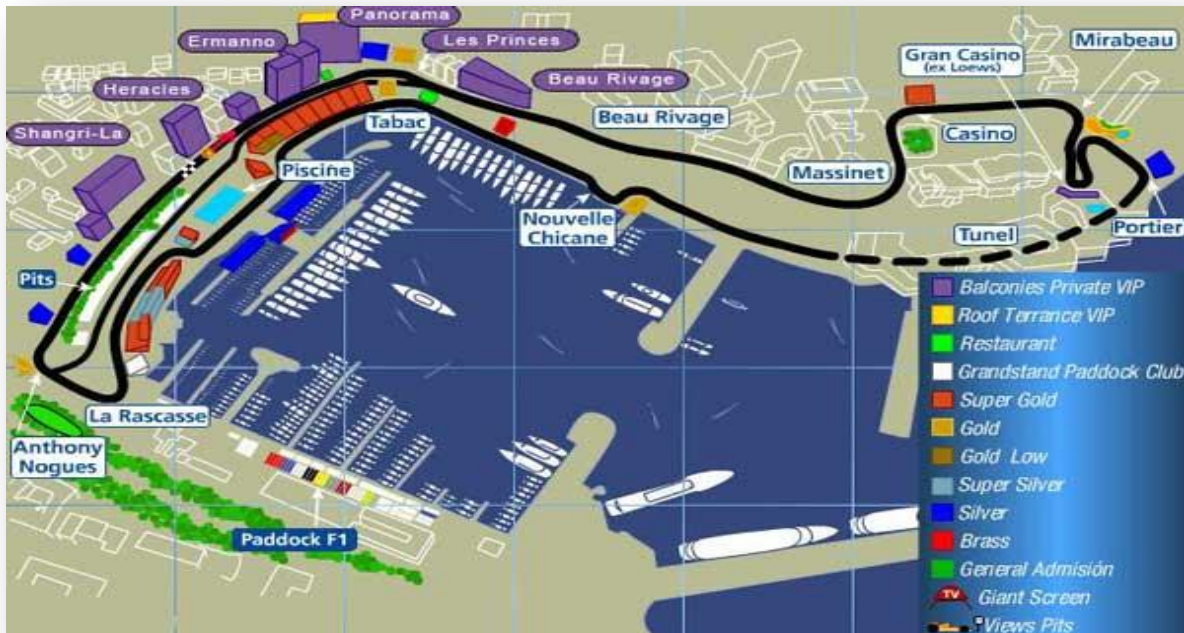 Panorama
Ermanno
Les Princes
Mirabeau
Gran Casino
(ex Loews)
Heracles
Beau Rivage
Beau Rivage
Shangri-La
Tabac
Casino
Piscine
Massinet
Nouvelle
Chicane
Tunel
Portier
Pits
La Rascasse
Anthony
Nogues
Paddock F1
Balconies Private VIP
Roof Terrance VIP
Restaurant
Grandstand Paddock Club
Super Gold
Gold
Gold Low
Super Silver
Silver
Brass
General Admisión
TV
Giant Screen
Views Pits